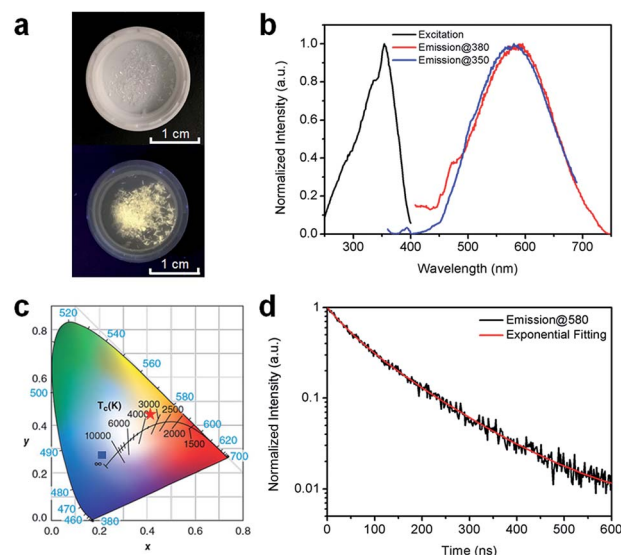 a
1 cm
1 cm
b
Excitation
Emission@380
Emission@350
Normalized Intensity (a.u.)
1.0
0.8
0.6
0.4
0.2
0.0
300 400 500 600 700
Wavelength (nm)
c
0.8
0.6
0.4
0.2
0.0
y
520
540
560
500
580
600
620
700
490
480
470
460
380
Tc(K)
10000
6000
4000
3000
2500
2000
1500
∞
0.0 0.2 0.4 0.6 0.8
x
d
Emission@580
Exponential Fitting
Normalized Intensity (a.u.)
1
0.1
0.01
0 100 200 300 400 500 600
Time (ns)